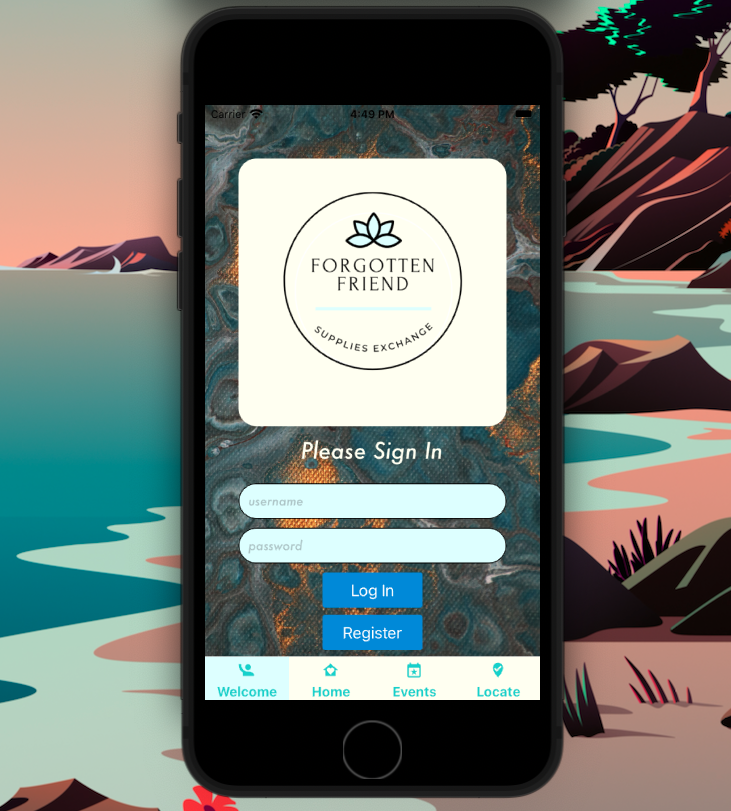 Carrier 4:49 PM
FORGOTTEN
FRIEND
SUPPLIES EXCHANGE
Please Sign In
username
password
Log In
Register
Welcome Home Events Locate